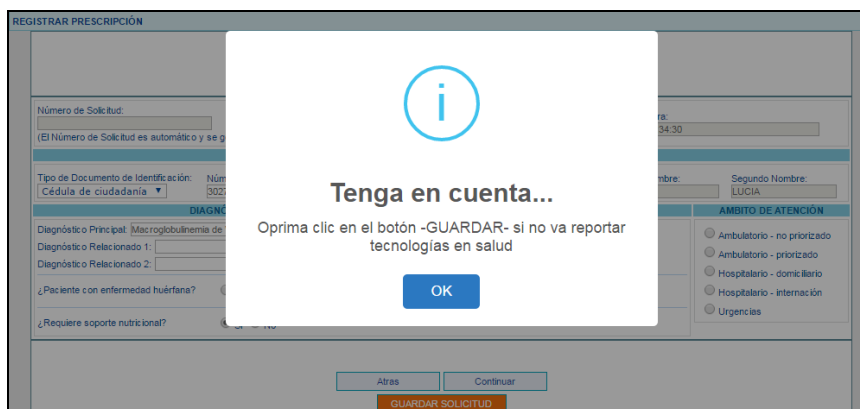 REGISTRAR PRESCRIPCIÓN
i
Tenga en cuenta...
Oprima clic en el botón -GUARDAR- si no va reportar
tecnologías en salud
OK
Número de Solicitud:
34:30
(El Número de Solicitud es automático y se
Tipo de Documento de Identificación:
Segundo Nombre:
Cédula de ciudadanía
LUCIA
AMBITO DE ATENCIÓN
Diagnóstico Principal: Macroglobulinemia de
Ambulatorio - no priorizado
Diagnóstico Relacionado 1:
Ambulatorio - priorizado
Diagnóstico Relacionado 2:
Hospitalario - domiciliario
¿Paciente con enfermedad huérfana?
Hospitalario - internación
Urgencias
¿Requiere soporte nutricional?
Atras Continuar
GUARDAR SOLICITUD